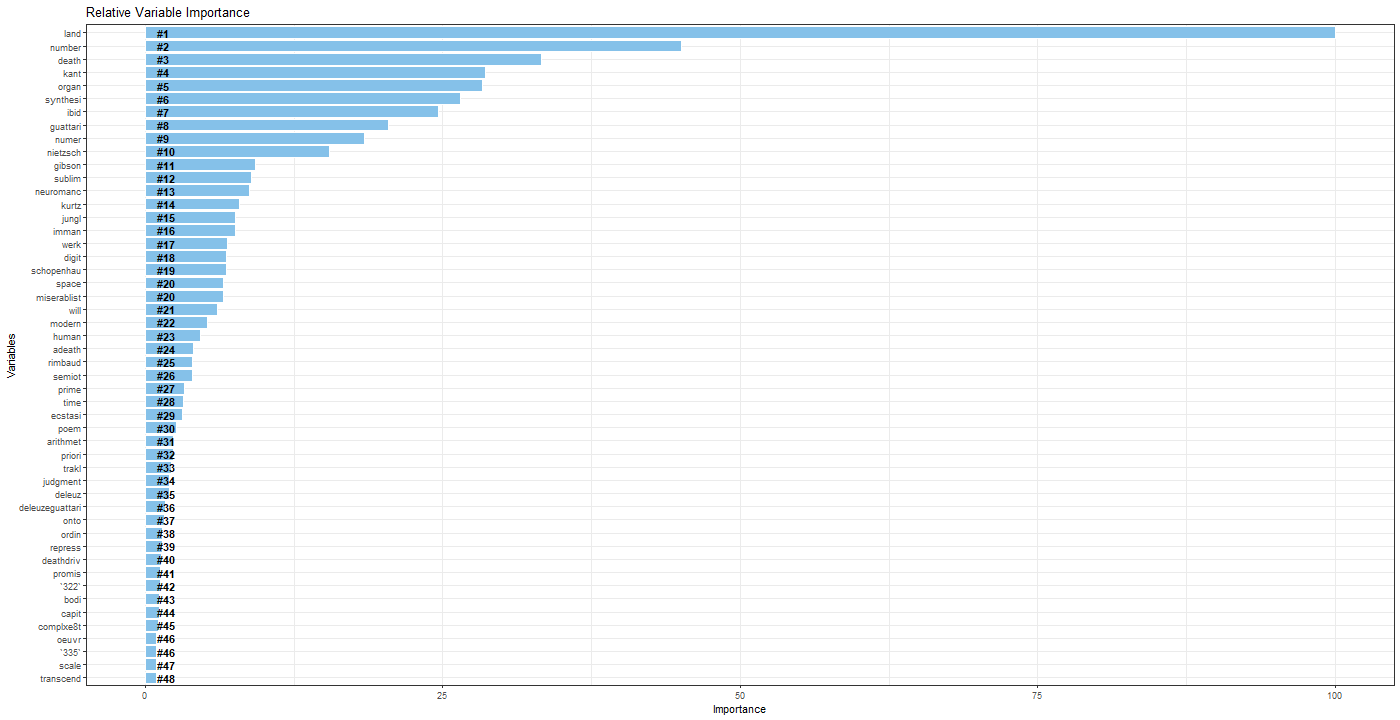 Relative Variable Importance
land #1
number #2
death #3
kant #4
organ #5
synthesi #6
ibid #7
guattari #8
numer #9
nietzsch #10
gibson #11
sublim #12
neuromanc #13
kurtz #14
jungl #15
imman #16
werk #17
digit #18
schopenhau #19
space #20
miserablist #20
will #21
modern #22
human #23
adeath #24
rimbaud #25
semiot #26
prime #27
time #28
ecstasi #29
poem #30
arithmet #31
priori #32
trakl #33
judgment #34
deleuz #35
deleuzeguattari #36
onto #37
ordin #38
repress #39
deathdriv #40
promis #41
`322` #42
bodi #43
capit #44
complxe8t #45
oeuvr #46
`335` #46
scale #47
transcend #48
Variables
0 25 50 75 100
Importance